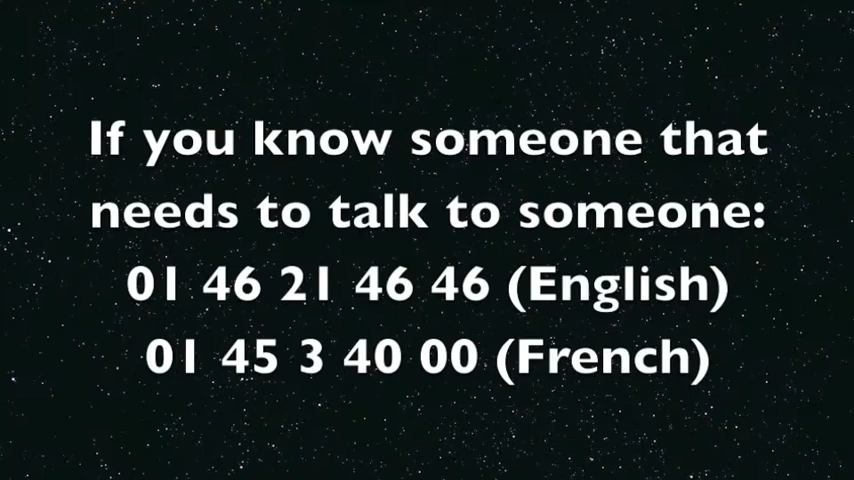 If you know someone that
needs to talk to someone:
01 46 21 46 46 (English)
01 45 3 40 00 (French)